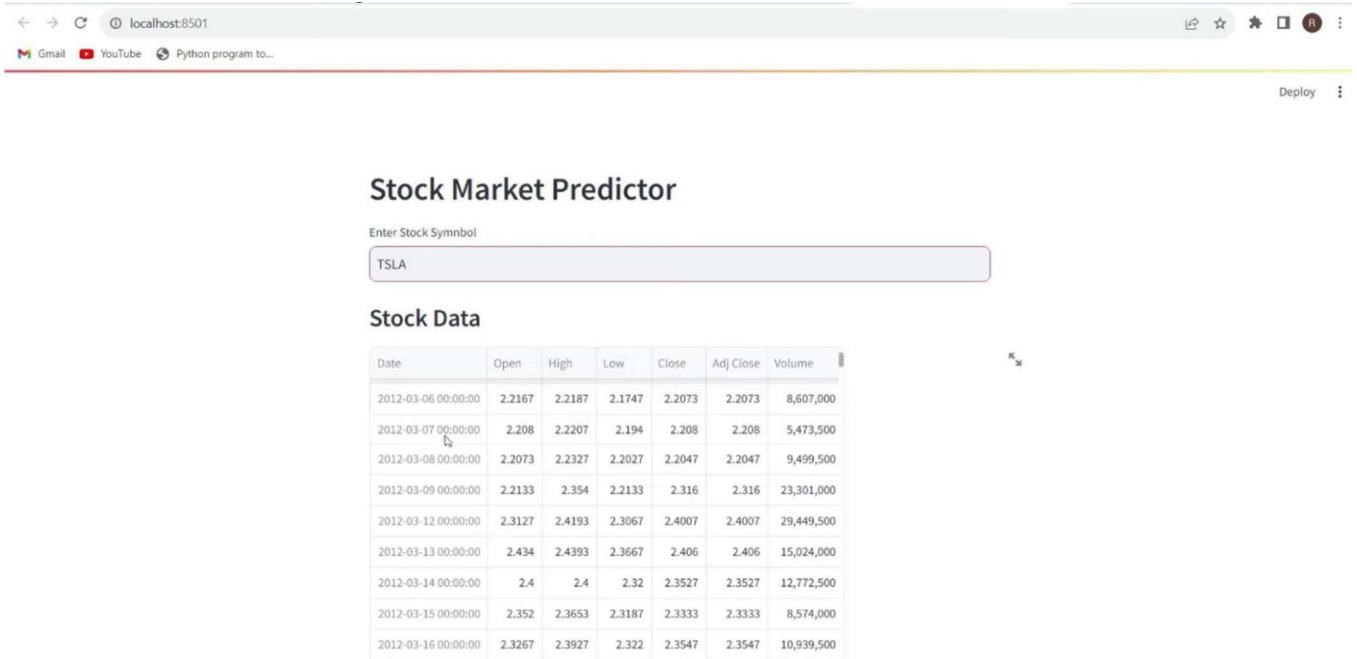 localhost:8501
R
Gmail YouTube Python program to...
Deploy
Stock Market Predictor
Enter Stock Symnbol
TSLA
Stock Data
Date Open High Low Close Adj Close Volume
2012-03-06 00:00:00 2.2167 2.2187 2.1747 2.2073 2.2073 8,607,000
2012-03-07 00:00:00 2.208 2.2207 2.194 2.208 2.208 5,473,500
2012-03-08 00:00:00 2.2073 2.2327 2.2027 2.2047 2.2047 9,499,500
2012-03-09 00:00:00 2.2133 2.354 2.2133 2.316 2.316 23,301,000
2012-03-12 00:00:00 2.3127 2.4193 2.3067 2.4007 2.4007 29,449,500
2012-03-13 00:00:00 2.434 2.4393 2.3667 2.406 2.406 15,024,000
2012-03-14 00:00:00 2.4 2.4 2.32 2.3527 2.3527 12,772,500
2012-03-15 00:00:00 2.352 2.3653 2.3187 2.3333 2.3333 8,574,000
2012-03-16 00:00:00 2.3267 2.3927 2.322 2.3547 2.3547 10,939,500